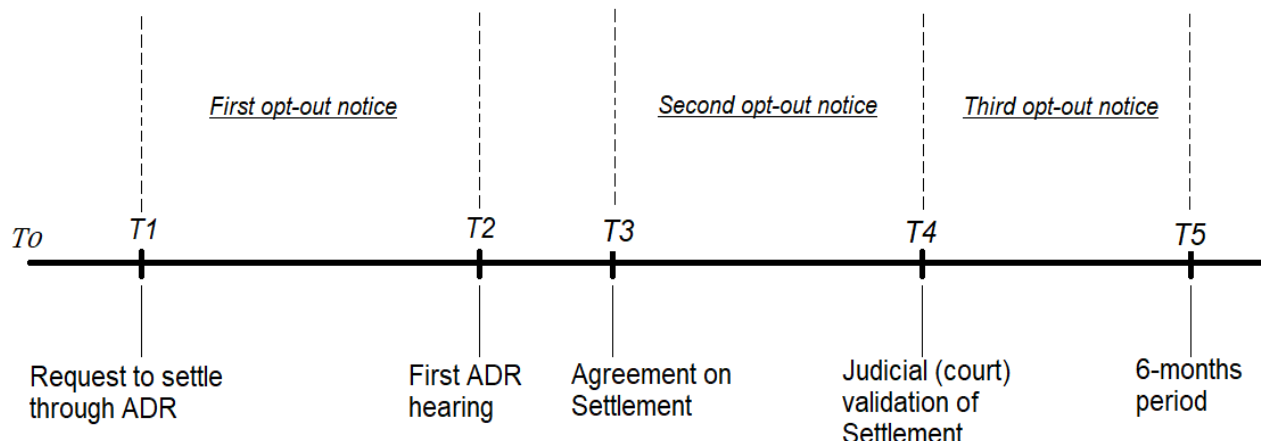 First opt-out notice
Second opt-out notice
Third opt-out notice
T0
T1
T2
T3
T4
T5
Request to settle
through ADR
First ADR
hearing
Agreement on
Settlement
Judicial (court)
validation of
Settlement
6-months
period